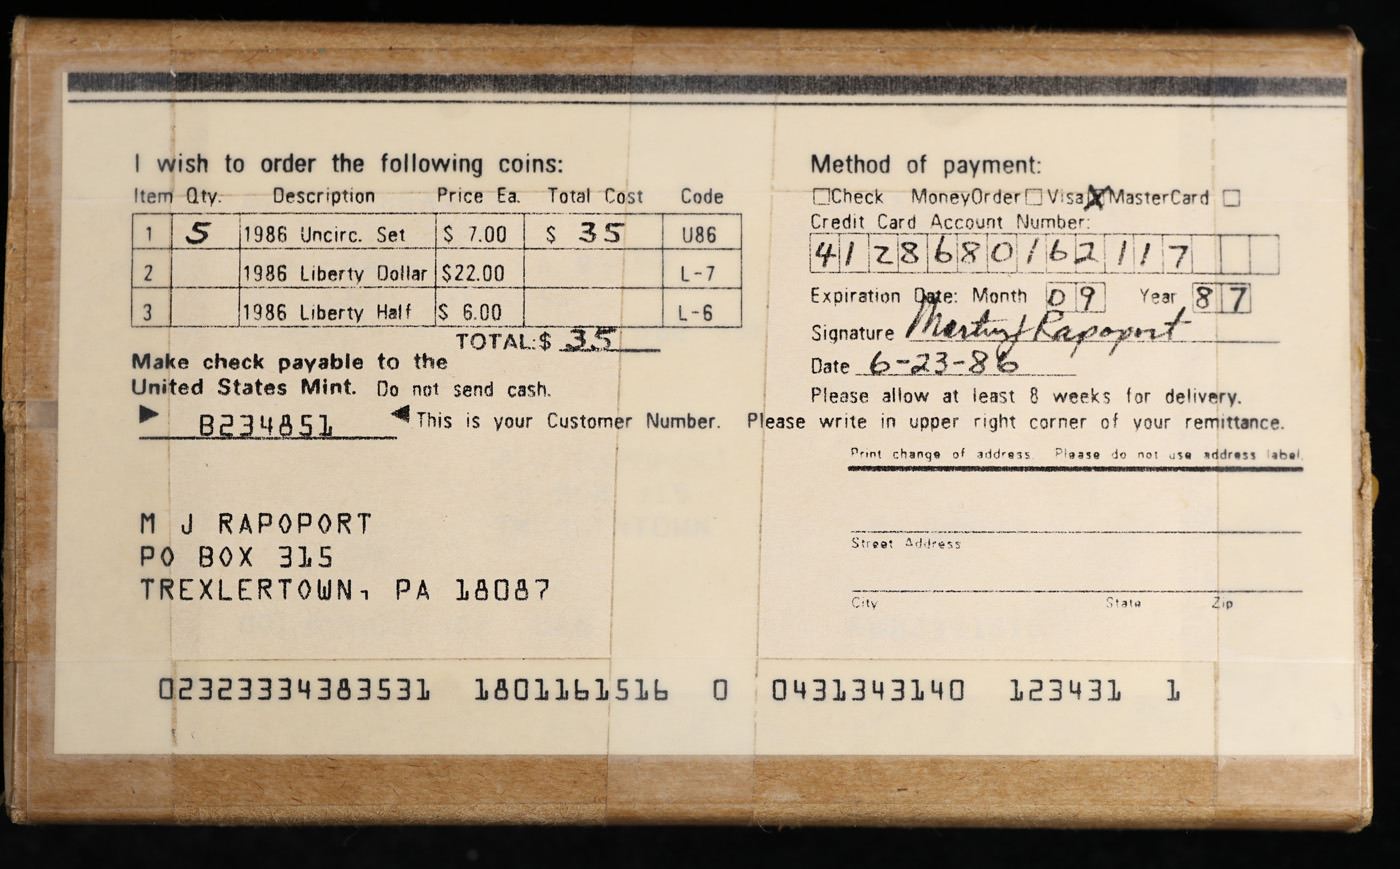 I wish to order the following coins:
Item Qty. Description Price Ea. Total Cost Code
1 5 1986 Uncirc. Set $ 7.00 $ 35 U86
2 1986 Liberty Dollar $22.00 L-7
3 1986 Liberty Half $ 6.00 L-6
TOTAL:$ 35
Make check payable to the
United States Mint. Do not send cash.
B234851 This is your Customer Number. Please write in upper right corner of your remittance.
Method of payment:
Check MoneyOrder Visa X MasterCard
Credit Card Account Number:
4128680162117
Expiration Date: Month 09 Year 87
Signature Martin J Rapoport
Date 6-23-86
Please allow at least 8 weeks for delivery.
Print change of address. Please do not use address label.
Street Address
City State Zip
M J RAPOPORT
PO BOX 315
TREXLERTOWN, PA 18087
02323334383531 1801161516 0 0431343140 123431 1